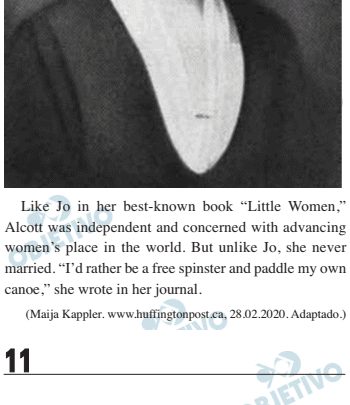 Like Jo in her best-known book “Little Women,”
Alcott was independent and concerned with advancing
women’s place in the world. But unlike Jo, she never
married. “I’d rather be a free spinster and paddle my own
canoe,” she wrote in her journal.
(Maija Kappler. www.huffingtonpost.ca, 28.02.2020. Adaptado.)
OBJETIVO
OBJETIVO
11
OBJETIVO